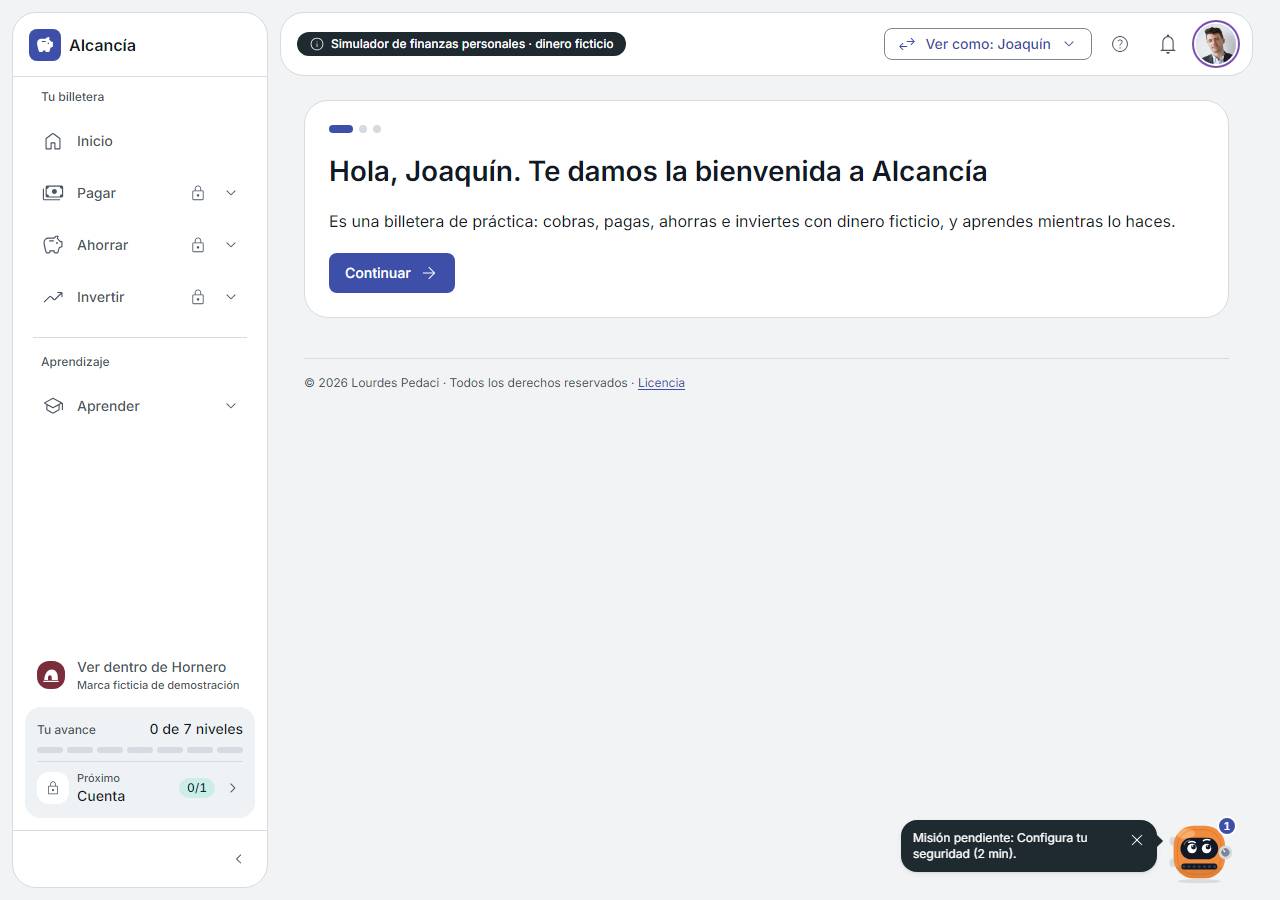 Alcancía
Simulador de finanzas personales · dinero ficticio
Ver como: Joaquín
Tu billetera
Inicio
Pagar
Ahorrar
Invertir
Aprendizaje
Aprender
Hola, Joaquín. Te damos la bienvenida a Alcancía
Es una billetera de práctica: cobras, pagas, ahorras e inviertes con dinero ficticio, y aprendes mientras lo haces.
Continuar
© 2026 Lourdes Pedaci · Todos los derechos reservados · Licencia
Ver dentro de Hornero
Marca ficticia de demostración
Tu avance
0 de 7 niveles
Próximo
Cuenta
0/1
Misión pendiente: Configura tu
seguridad (2 min).
1